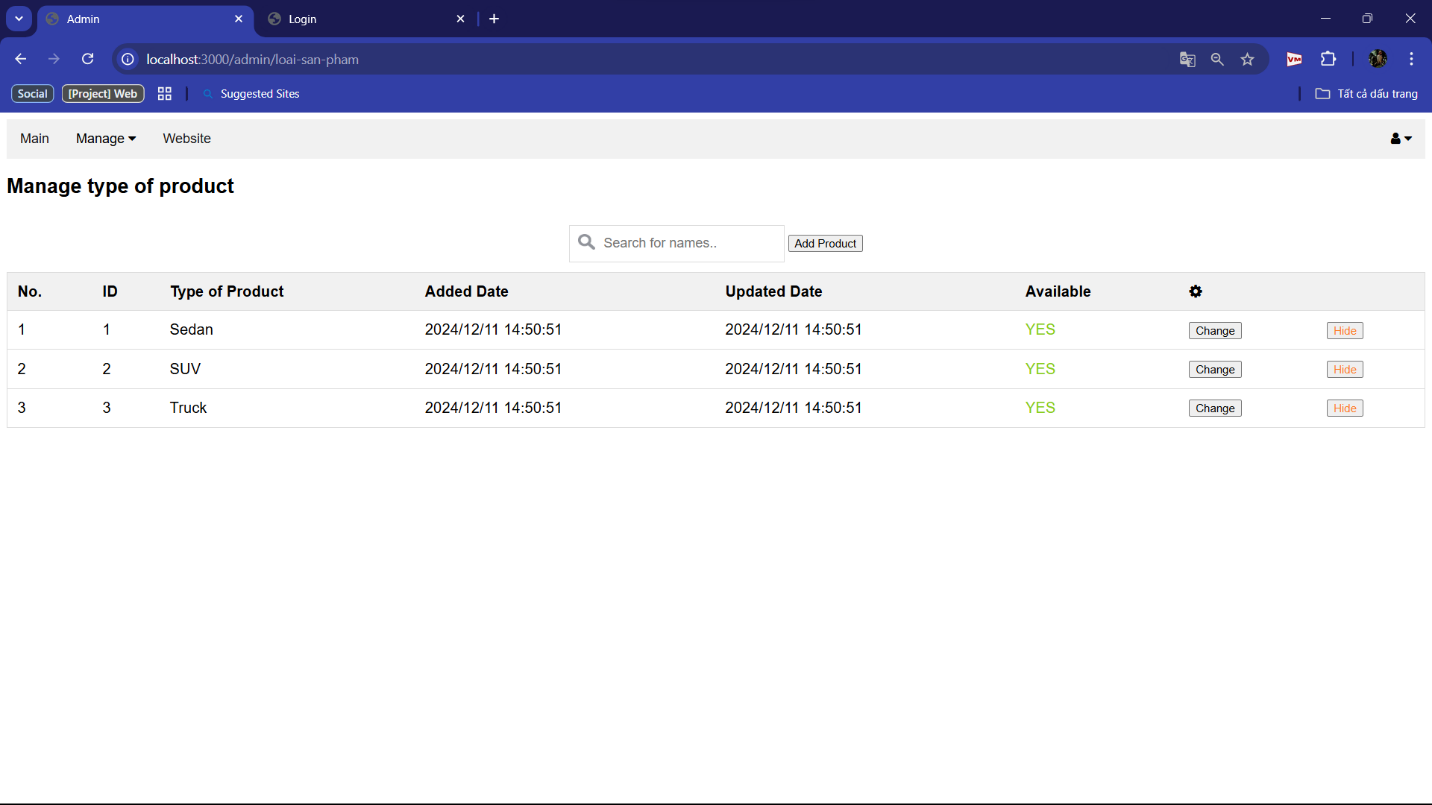 Admin
Login
localhost:3000/admin/loai-san-pham
VM
Social
[Project] Web
Suggested Sites
Tất cả dấu trang
Main
Manage
Website
Manage type of product
Search for names..
Add Product
No. ID Type of Product Added Date Updated Date Available
1 1 Sedan 2024/12/11 14:50:51 2024/12/11 14:50:51 YES Change Hide
2 2 SUV 2024/12/11 14:50:51 2024/12/11 14:50:51 YES Change Hide
3 3 Truck 2024/12/11 14:50:51 2024/12/11 14:50:51 YES Change Hide